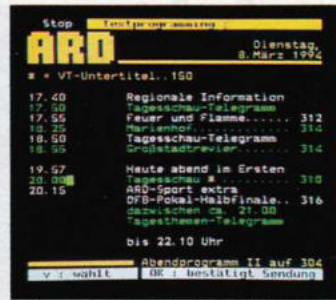 Stop Textprogramming :
ARD
Dienstag,
8.März 1994
* * VT-Untertitel..150
17.40 Regionale Information
17.50 Tagesschau-Telegramm
17.55 Feuer und Flamme...... 312
18.25 Marienhof............. 314
18.50 Tagesschau-Telegramm
18.55 Großstadtrevier....... 314
19.57 Heute abend im Ersten
20.00 Tagesschau *.......... 310
20.15 ARD-Sport extra
DFB-Pokal-Halbfinale.. 316
dazwischen ca. 21.00
Tagesthemen-Telegramm
bis 22.10 Uhr
Abendprogramm II auf 304
v : wählt OK : bestätigt Sendung